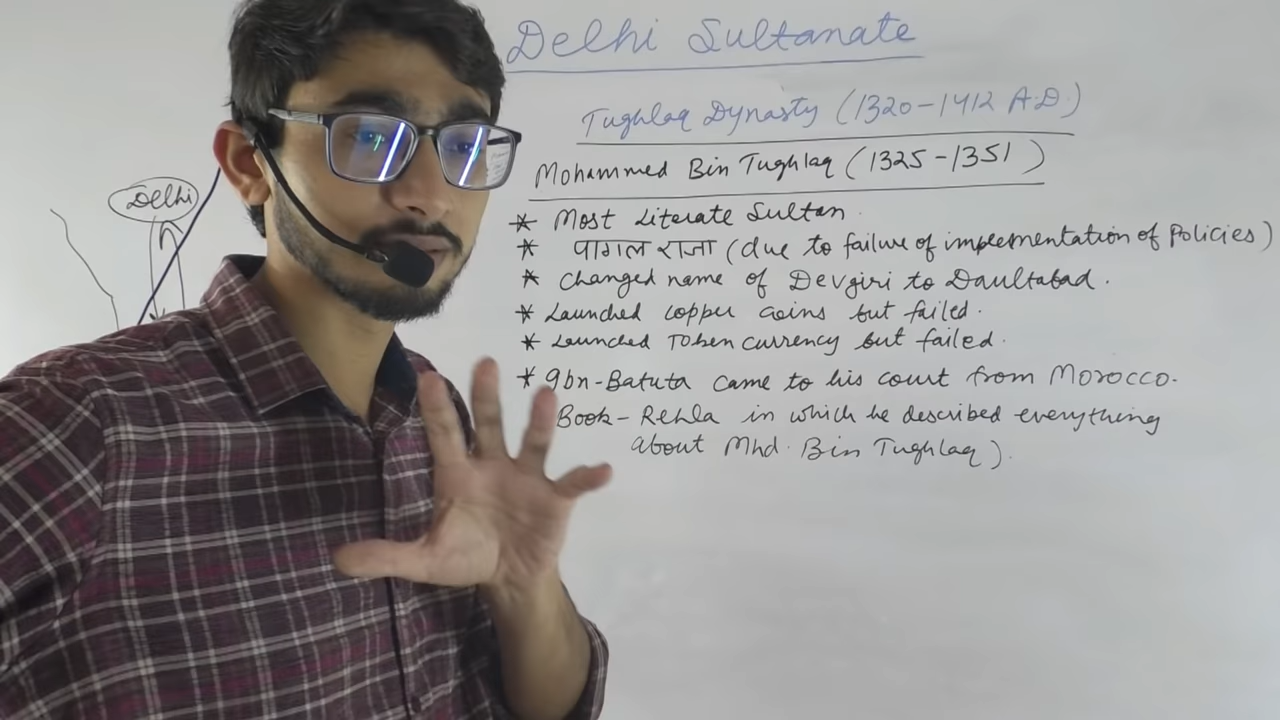 Delhi Sultanate
Tughlaq Dynasty (1320-1412 A.D.)
Mohammed Bin Tughlaq (1325-1351)
Delhi
* Most Literate Sultan.
* पागल राजा (due to failure of implementation of Policies)
* Changed name of Devgiri to Daultabad.
* Launched copper coins but failed.
* Launched Token currency but failed.
* Ibn-Batuta came to his court from Morocco.
Book-Rehla in which he described everything
about Mhd. Bin Tughlaq).